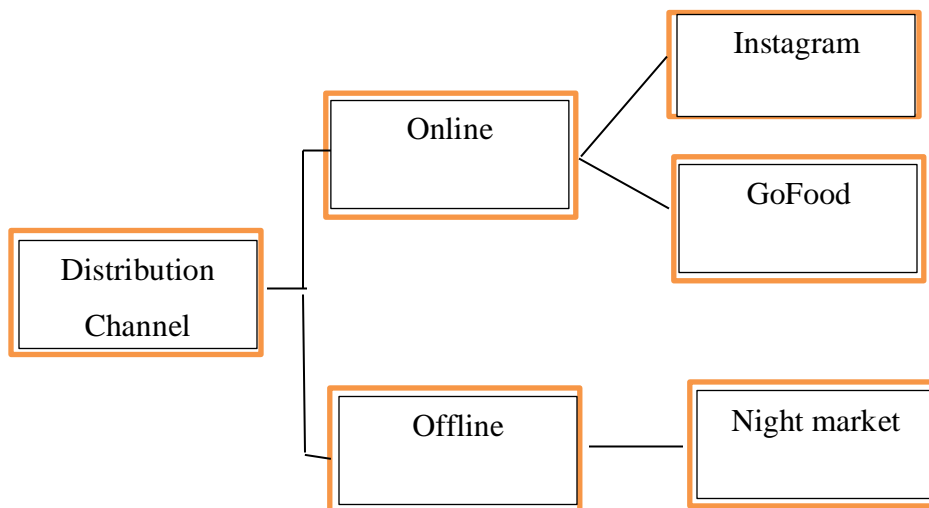 Instagram
Online
GoFood
Distribution
Channel
Offline
Night market